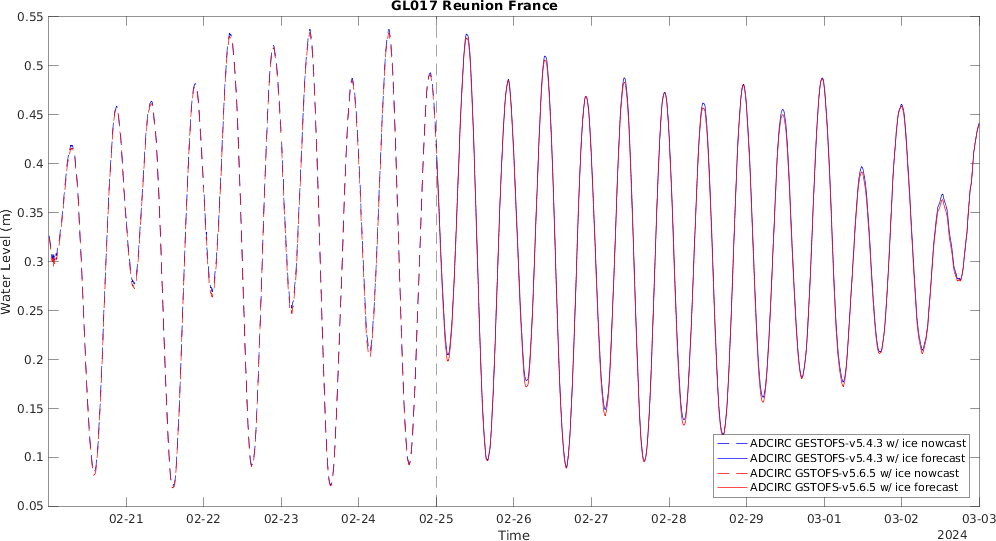 GL017 Reunion France
0.55
0.5
0.45
0.4
0.35
0.3
0.25
0.2
0.15
0.1
0.05
Water Level (m)
ADCIRC GESTOFS-v5.4.3 w/ ice nowcast
ADCIRC GESTOFS-v5.4.3 w/ ice forecast
ADCIRC GSTOFS-v5.6.5 w/ ice nowcast
ADCIRC GSTOFS-v5.6.5 w/ ice forecast
02-21 02-22 02-23 02-24 02-25 02-26 02-27 02-28 02-29 03-01 03-02 03-03
Time
2024